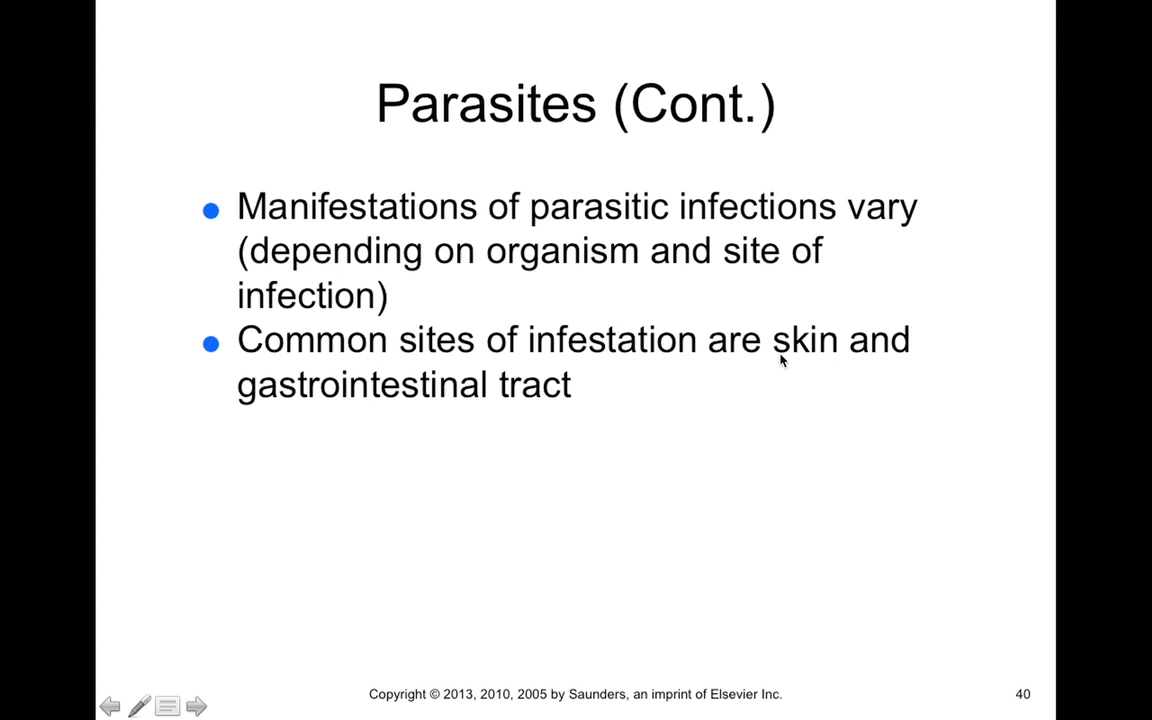 Parasites (Cont.)
● Manifestations of parasitic infections vary
(depending on organism and site of
infection)
● Common sites of infestation are skin and
gastrointestinal tract
Copyright © 2013, 2010, 2005 by Saunders, an imprint of Elsevier Inc.
40